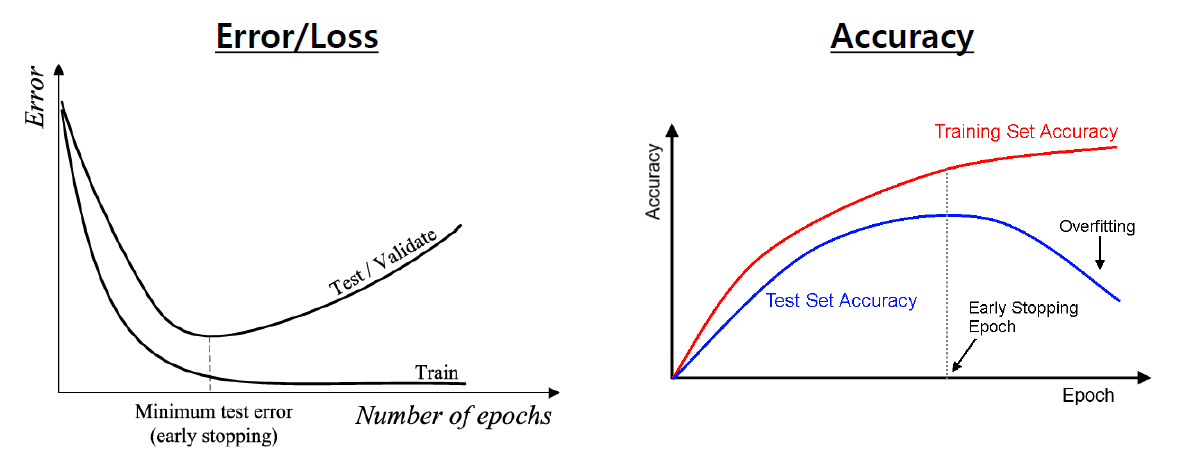 Error/Loss
Error
Test / Validate
Train
Minimum test error
(early stopping)
Number of epochs
Accuracy
Training Set Accuracy
Accuracy
Overfitting
Test Set Accuracy
Early Stopping
Epoch
Epoch